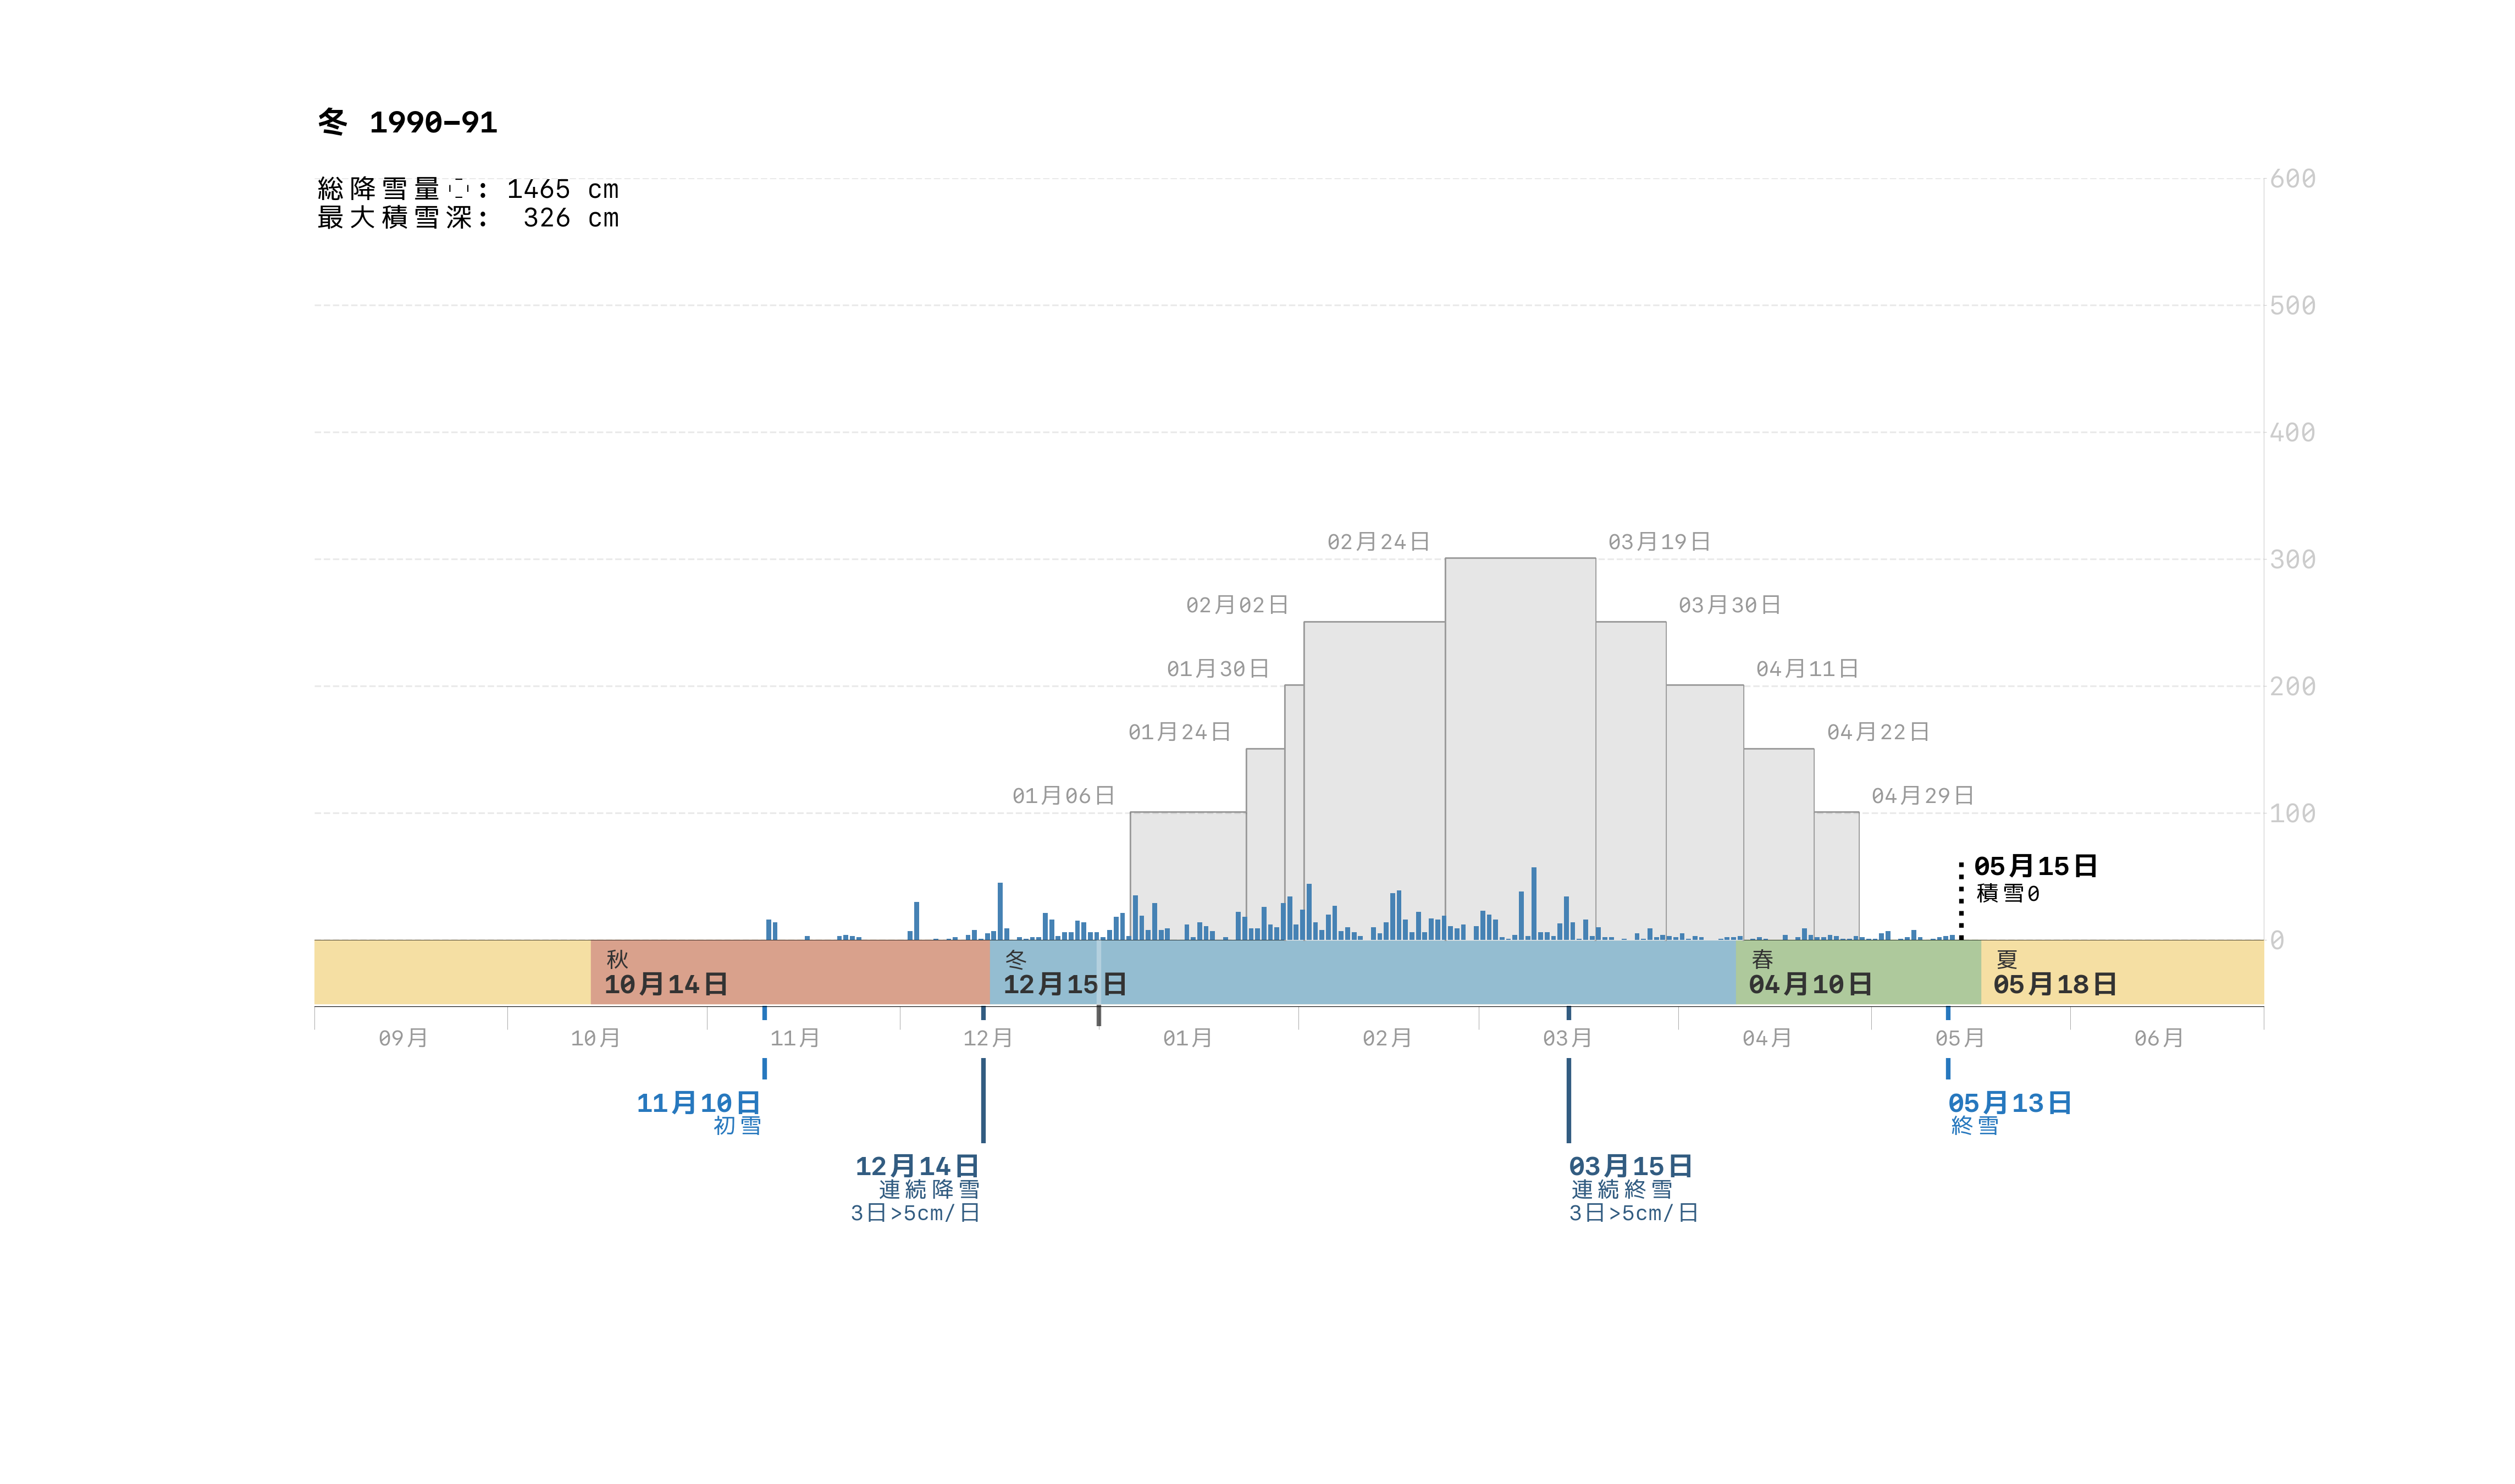 冬 1990–91
総降雪量 : 1465 cm
最大積雪深: 326 cm
600
500
400
300
200
100
0
02月24日
03月19日
02月02日
03月30日
01月30日
04月11日
01月24日
04月22日
01月06日
04月29日
05月15日
積雪0
秋
10月14日
冬
12月15日
春
04月10日
夏
05月18日
09月
10月
11月
12月
01月
02月
03月
04月
05月
06月
11月10日
初雪
05月13日
終雪
12月14日
連続降雪
3日>5cm/日
03月15日
連続終雪
3日>5cm/日